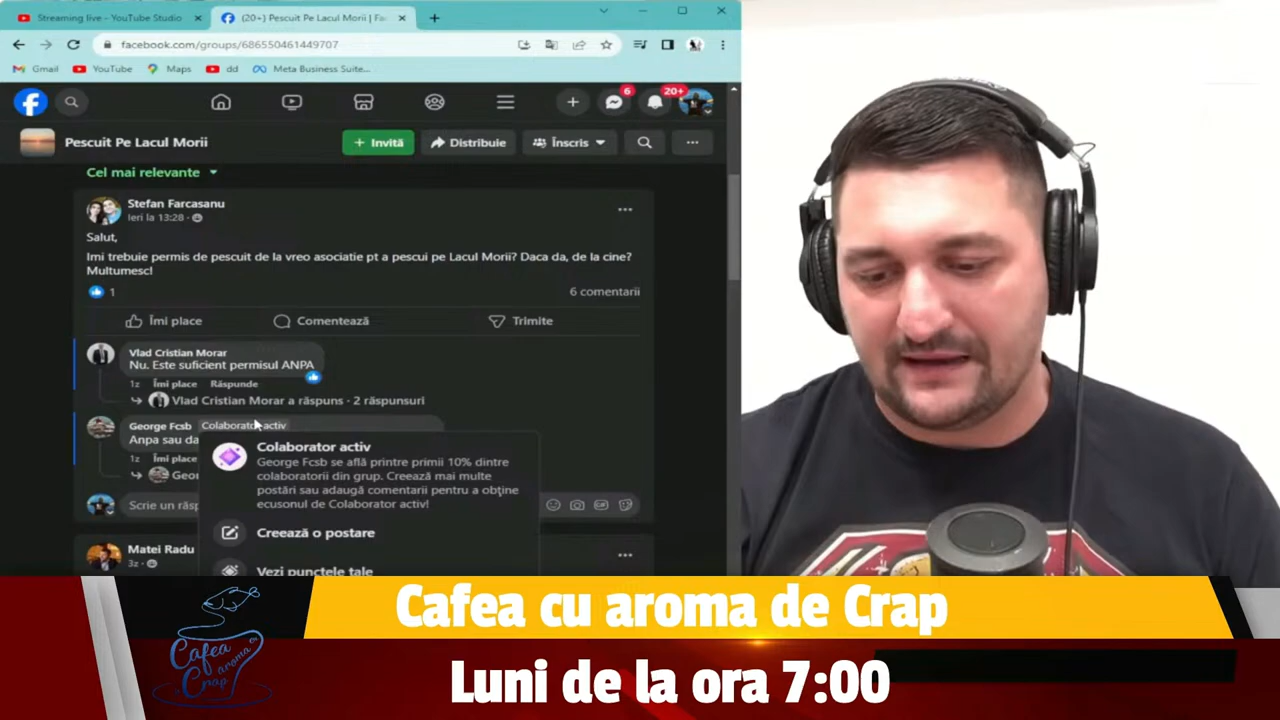 Streaming live - YouTube Studio
(20+) Pescuit Pe Lacul Morii | Fa
facebook.com/groups/686550461449707
Gmail
YouTube
Maps
dd
Meta Business Suite...
6
20+
Pescuit Pe Lacul Morii
+ Invită
Distribuie
Înscris
Cel mai relevante
Stefan Farcasanu
Ieri la 13:28
Salut,
Imi trebuie permis de pescuit de la vreo asociatie pt a pescui pe Lacul Morii? Daca da, de la cine?
Multumesc!
1
6 comentarii
Îmi place
Comentează
Trimite
Vlad Cristian Morar
Nu. Este suficient permisul ANPA
1z Îmi place Răspunde
Vlad Cristian Morar a răspuns · 2 răspunsuri
George Fcsb Colaborator activ
Anpa sau da
1z Îmi place
Geor
Colaborator activ
George Fcsb se află printre primii 10% dintre
colaboratorii din grup. Creează mai multe
postări sau adaugă comentarii pentru a obține
ecusonul de Colaborator activ!
Scrie un răsp
Creează o postare
Matei Radu
3z
Vezi punctele tale
Cafea cu aroma de Crap
Luni de la ora 7:00
Cafea
aroma de
Crap